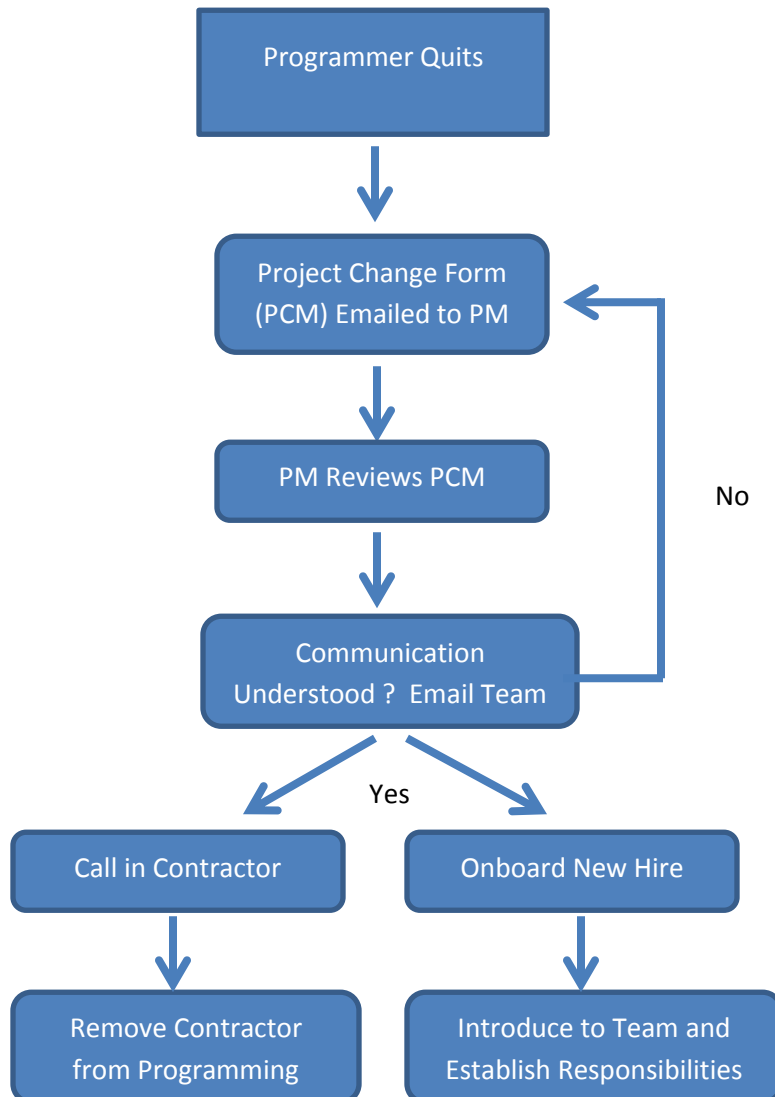 Programmer Quits
Project Change Form
(PCM) Emailed to PM
PM Reviews PCM
No
Communication
Understood ? Email Team
Yes
Call in Contractor
Onboard New Hire
Remove Contractor
from Programming
Introduce to Team and
Establish Responsibilities